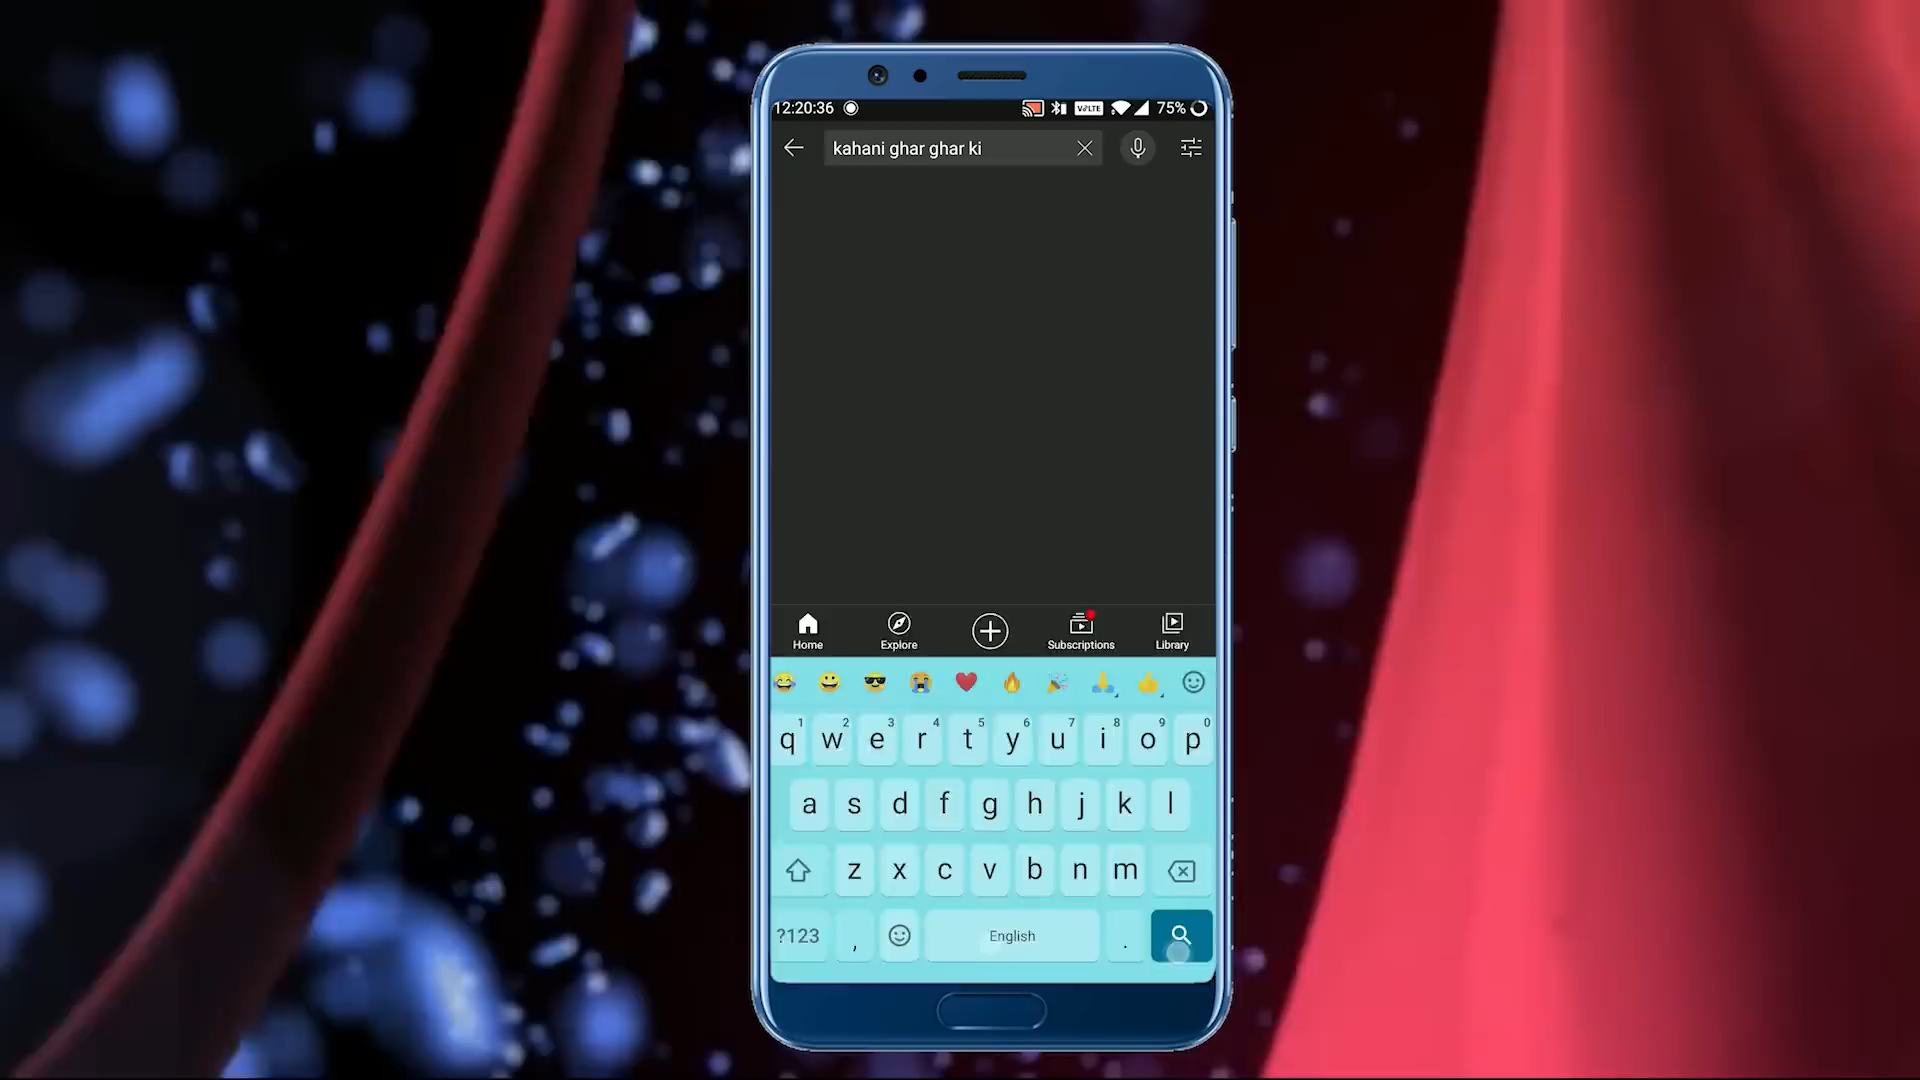 12:20:36 VoLTE 75%
kahani ghar ghar ki
Home Explore Subscriptions Library
1 2 3 4 5 6 7 8 9 0
q w e r t y u i o p
a s d f g h j k l
z x c v b n m
?123 , English .